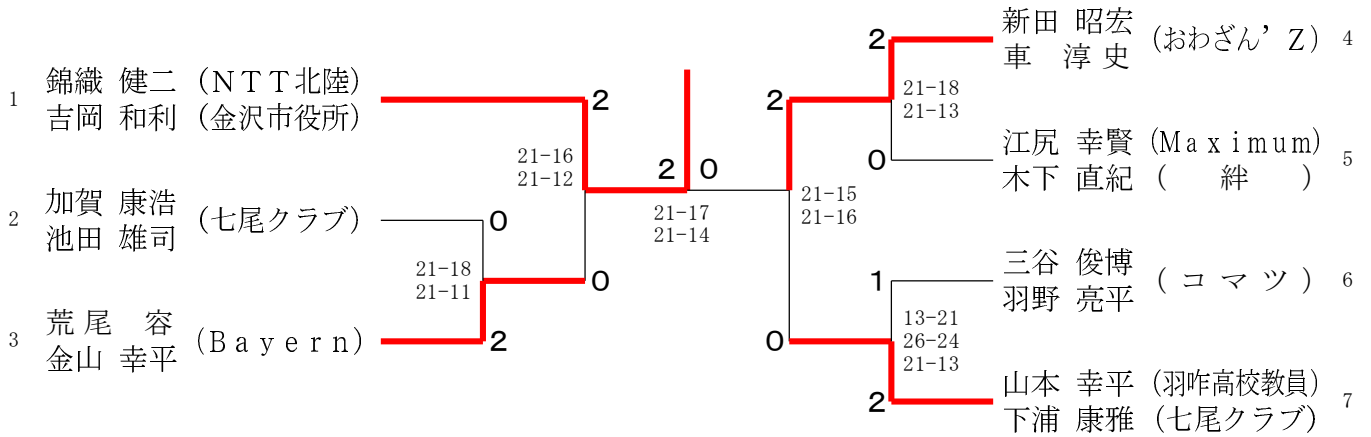 1 錦織 健二 (NTT北陸)
吉岡 和利 (金沢市役所)
2 加賀 康浩 (七尾クラブ)
池田 雄司
3 荒尾 容 (Bayern)
金山 幸平
2
21-16
21-12
0
21-18
21-11
0
2
2 0
21-17
21-14
2
21-15
21-16
0
2
21-18
21-13
0
1
13-21
26-24
21-13
2
新田 昭宏 (おわざん’Z) 4
車 淳史
江尻 幸賢 (Maximum) 5
木下 直紀 ( 絆 )
三谷 俊博 (コマツ) 6
羽野 亮平
山本 幸平 (羽咋高校教員) 7
下浦 康雅 (七尾クラブ)